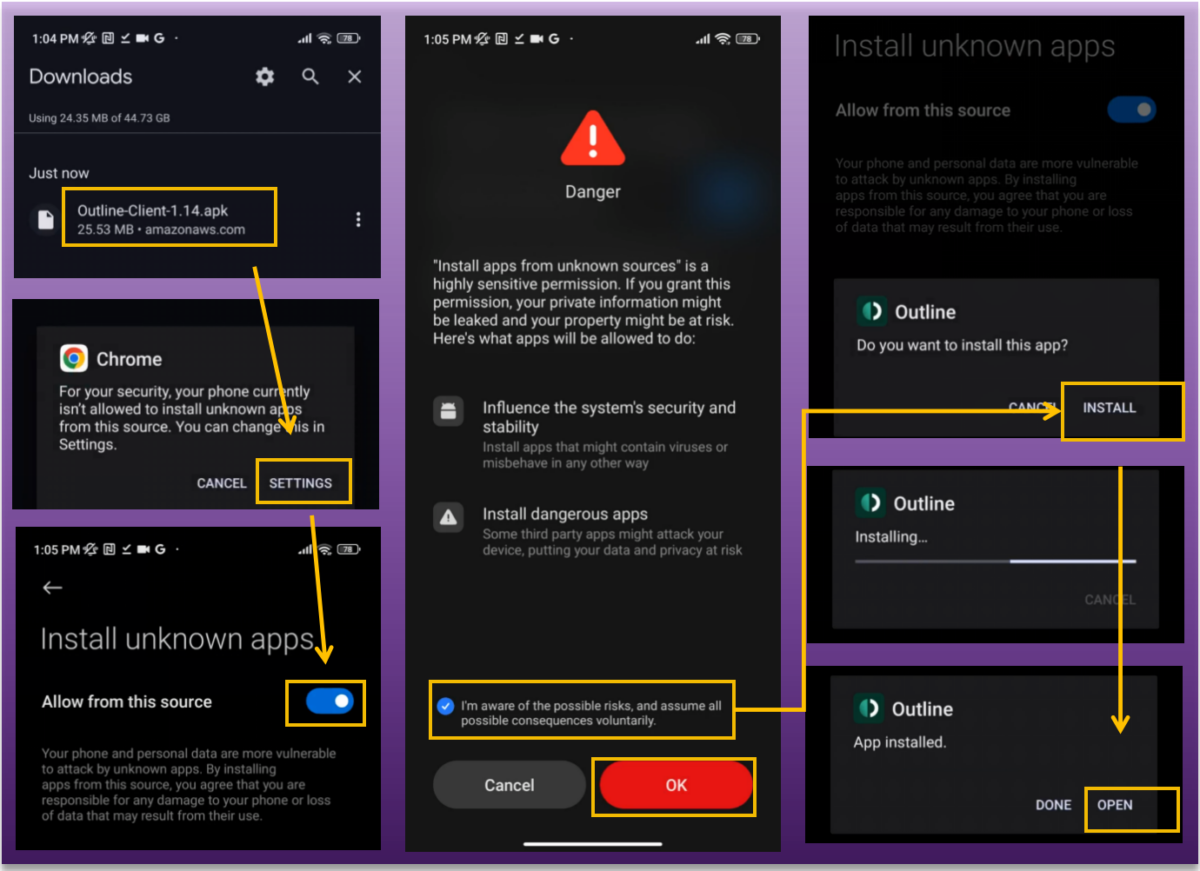 1:04 PM
78
Downloads
Using 24.35 MB of 44.73 GB
Just now
Outline-Client-1.14.apk
25.53 MB • amazonaws.com
Chrome
For your security, your phone currently
isn't allowed to install unknown apps
from this source. You can change this in
Settings.
CANCEL SETTINGS
1:05 PM
78
Install unknown apps
Allow from this source
Your phone and personal data are more vulnerable
to attack by unknown apps. By installing
apps from this source, you agree that you are
responsible for any damage to your phone or loss
of data that may result from their use.
1:05 PM
78
Danger
"Install apps from unknown sources" is a
highly sensitive permission. If you grant this
permission, your private information might
be leaked and your property might be at risk.
Here's what apps will be allowed to do:
Influence the system's security and
stability
Install apps that might contain viruses or
misbehave in any other way
Install dangerous apps
Some third party apps might attack your
device, putting your data and privacy at risk
I'm aware of the possible risks, and assume all
possible consequences voluntarily.
Cancel OK
Install unknown apps
Allow from this source
Your phone and personal data are more vulnerable
to attack by unknown apps. By installing
apps from this source, you agree that you are
responsible for any damage to your phone or loss
of data that may result from their use.
Outline
Do you want to install this app?
CANCEL INSTALL
Outline
Installing...
CANCEL
Outline
App installed.
DONE OPEN